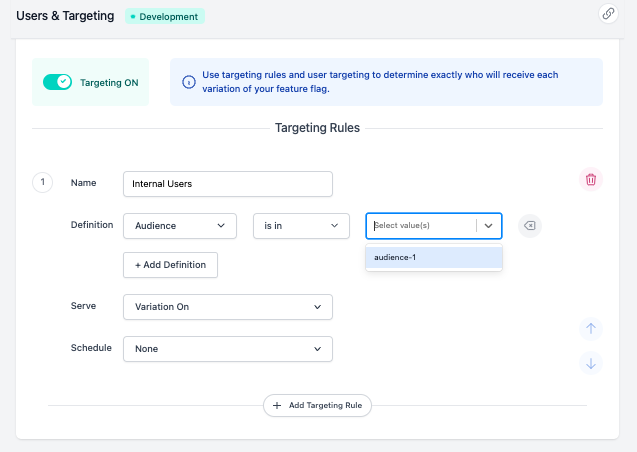 Users & Targeting
Development
Targeting ON
Use targeting rules and user targeting to determine exactly who will receive each
variation of your feature flag.
Targeting Rules
1
Name
Internal Users
Definition
Audience
is in
Select value(s)
audience-1
+ Add Definition
Serve
Variation On
Schedule
None
+ Add Targeting Rule